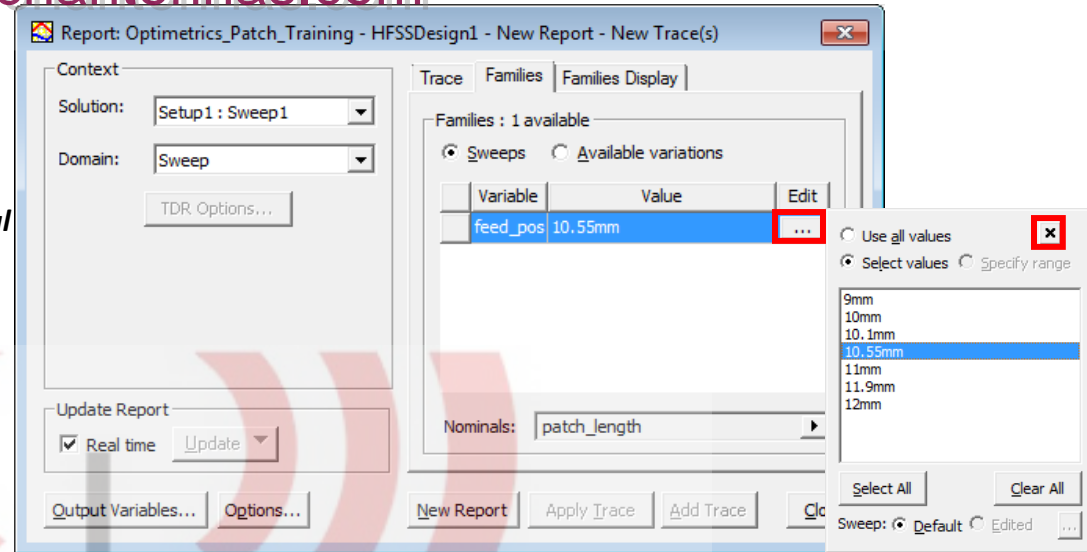 Report: Optimetrics_Patch_Training - HFSSDesign1 - New Report - New Trace(s)
Context
Solution: Setup1 : Sweep1
Domain: Sweep
TDR Options...
Update Report
Real time Update
Output Variables... Options...
Trace Families Families Display
Families : 1 available
Sweeps Available variations
Variable Value Edit
feed_pos 10.55mm ...
Nominals: patch_length
New Report Apply Trace Add Trace
Use all values
Select values Specify range
9mm
10mm
10.1mm
10.55mm
11mm
11.9mm
12mm
Select All Clear All
Sweep: Default Edited ...